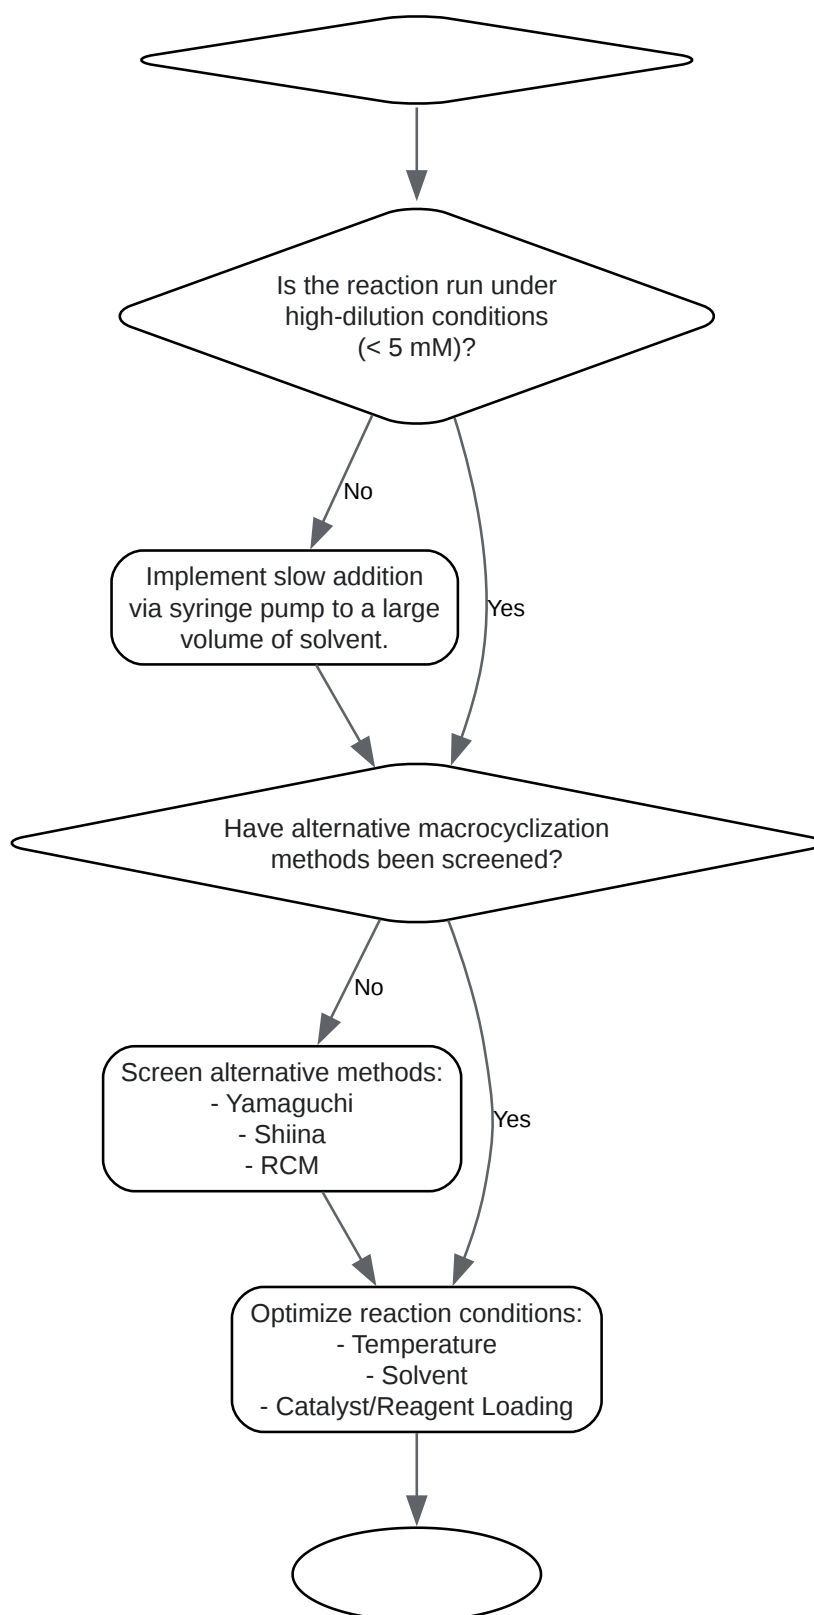 Is the reaction run under
high-dilution conditions
(< 5 mM)?
No
Implement slow addition
via syringe pump to a large
volume of solvent.
Yes
Have alternative macrocyclization
methods been screened?
No
Screen alternative methods:
- Yamaguchi
- Shiina
- RCM
Yes
Optimize reaction conditions:
- Temperature
- Solvent
- Catalyst/Reagent Loading